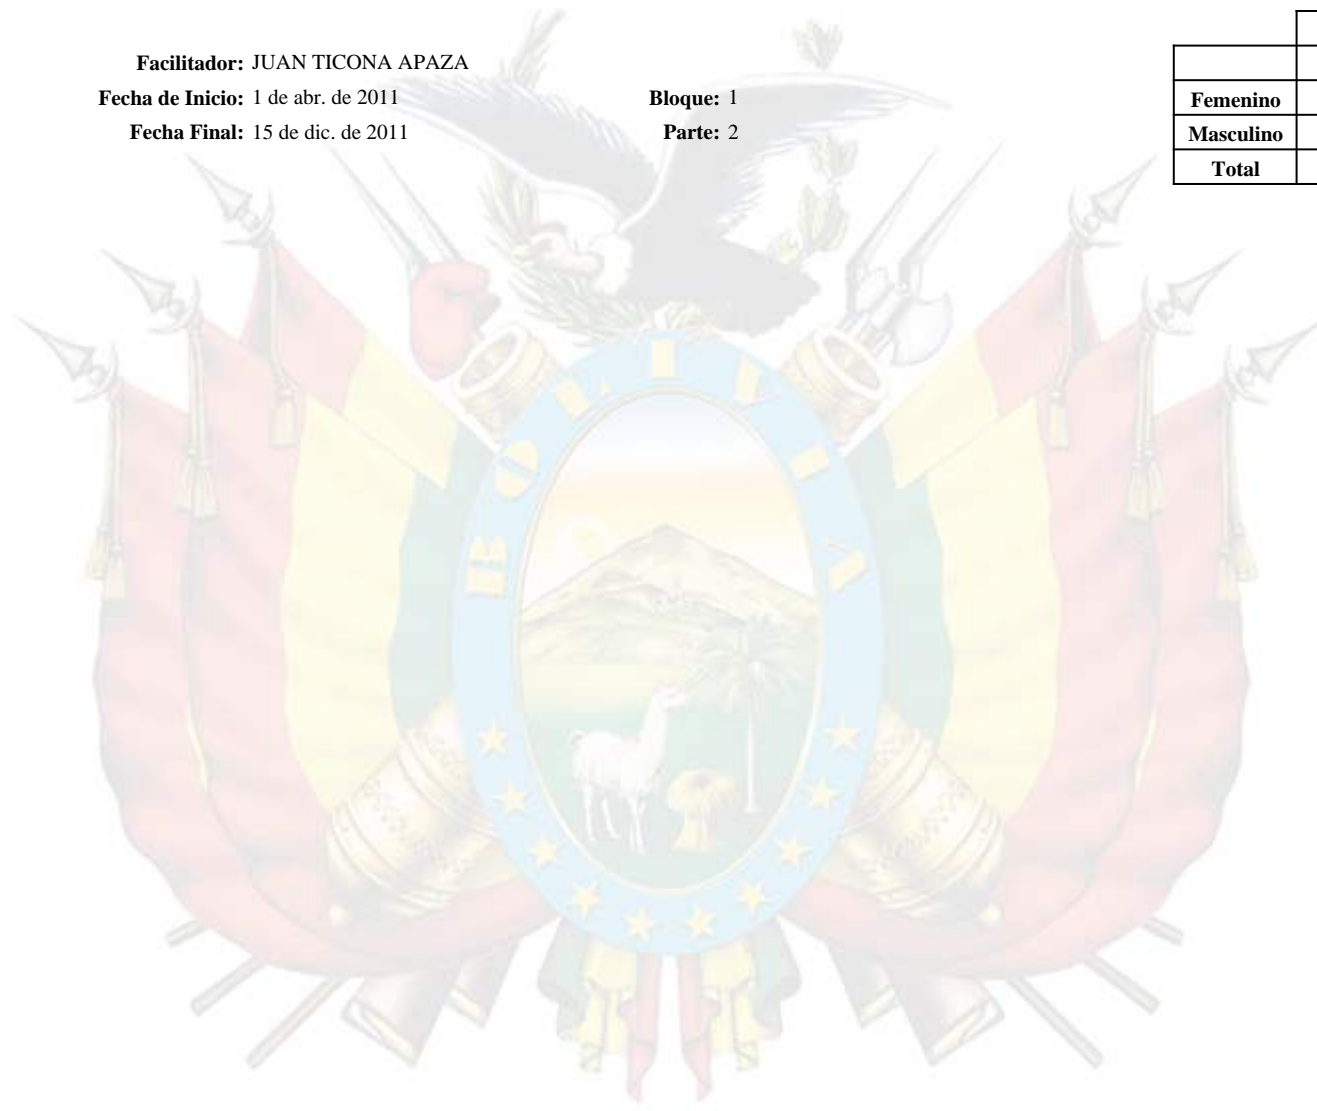 Facilitador: JUAN TICONA APAZA
Fecha de Inicio: 1 de abr. de 2011 Bloque: 1
Fecha Final: 15 de dic. de 2011 Parte: 2
Femenino
Masculino
Total
BOLIVIA